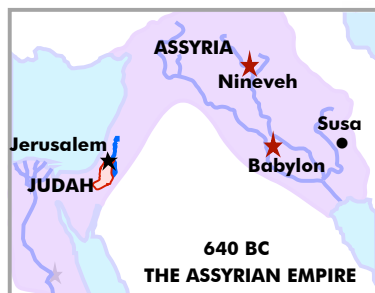 ASSYRIA
Nineveh
Susa
Jerusalem
Babylon
JUDAH
640 BC
THE ASSYRIAN EMPIRE